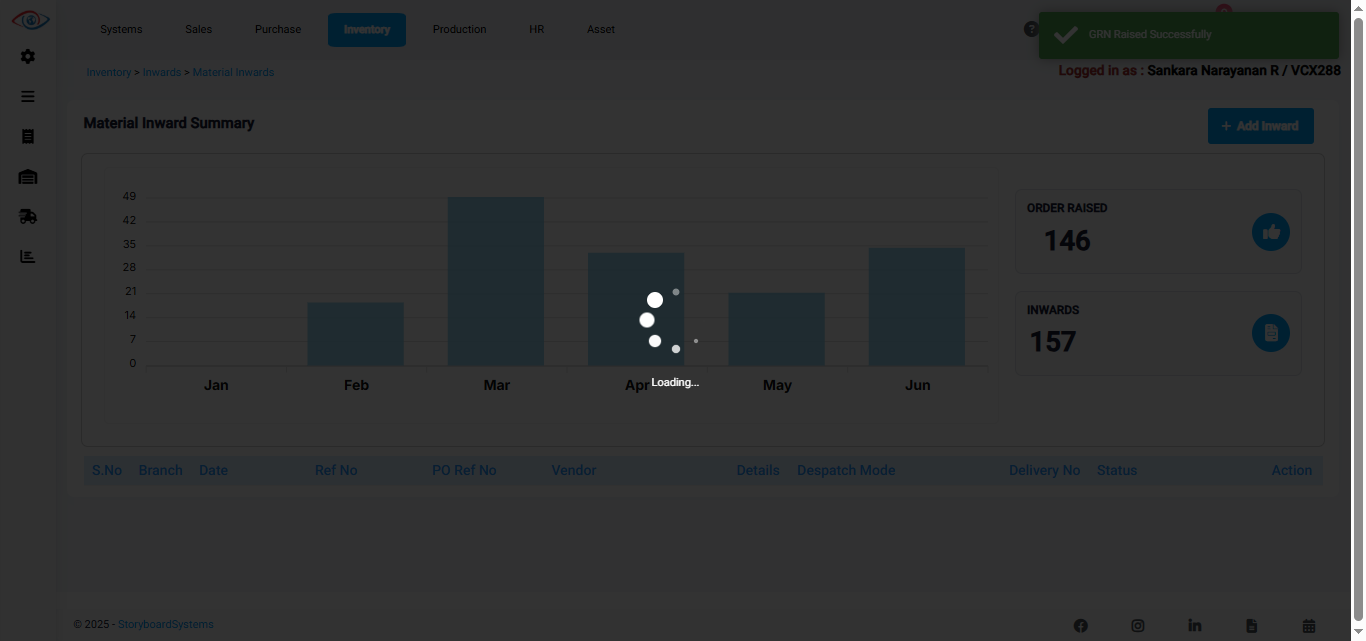 Systems Sales Purchase Inventory Production HR Asset
GRN Raised Successfully
Inventory > Inwards > Material Inwards
Logged in as : Sankara Narayanan R / VCX288
Material Inward Summary
+ Add Inward
49
42
35
28
21
14
7
0
Jan Feb Mar Apr May Jun
Loading...
ORDER RAISED
146
INWARDS
157
S.No Branch Date Ref No PO Ref No Vendor Details Despatch Mode Delivery No Status Action
© 2025 - StoryboardSystems